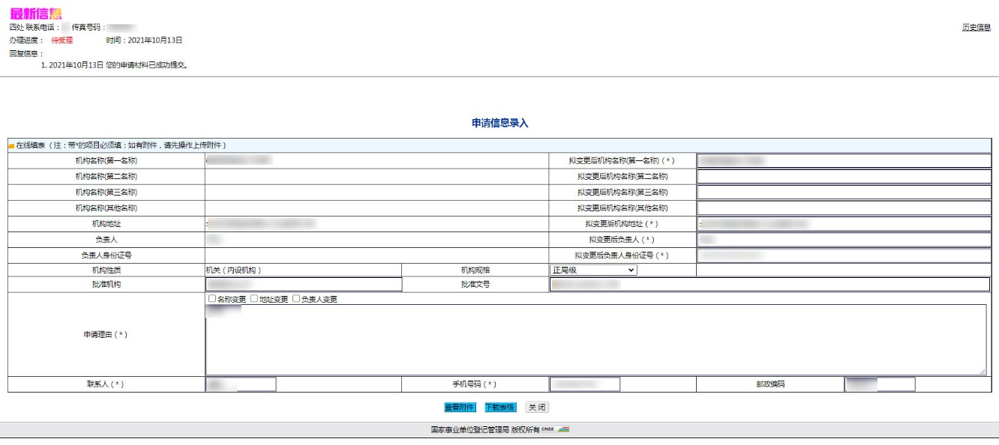 最新信息
四处 联系电话： 传真号码： 历史信息
办理进度： 待受理 时间：2021年10月13日
回复信息：
1. 2021年10月13日 您的申请材料已成功提交。
申请信息录入
在线填表（注：带*的项目必须填；如有附件，请先操作上传附件）
机构名称(第一名称) 拟变更后机构名称(第一名称)(*)
机构名称(第二名称) 拟变更后机构名称(第二名称)
机构名称(第三名称) 拟变更后机构名称(第三名称)
机构名称(其他名称) 拟变更后机构名称(其他名称)
机构地址 拟变更后机构地址(*)
负责人 拟变更后负责人(*)
负责人身份证号 拟变更后负责人身份证号(*)
机构性质 机关(内设机构) 机构规格 正局级
批准机构 批准文号
名称变更 地址变更 负责人变更
申请理由(*)
联系人(*) 手机号码(*) 邮政编码
查看附件 下载表格 关闭
国家事业单位登记管理局 版权所有